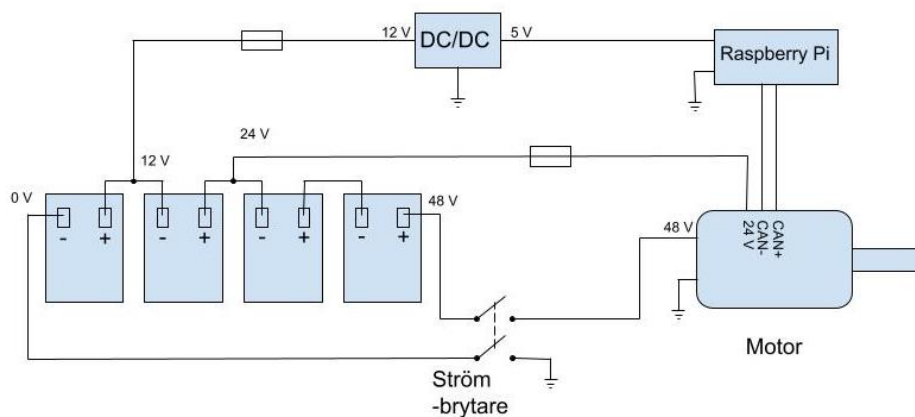 12 V
DC/DC
5 V
Raspberry Pi
24 V
12 V
0 V
48 V
- +
- +
- +
- +
48 V
CAN+
CAN-
24 V
Motor
Ström
-brytare